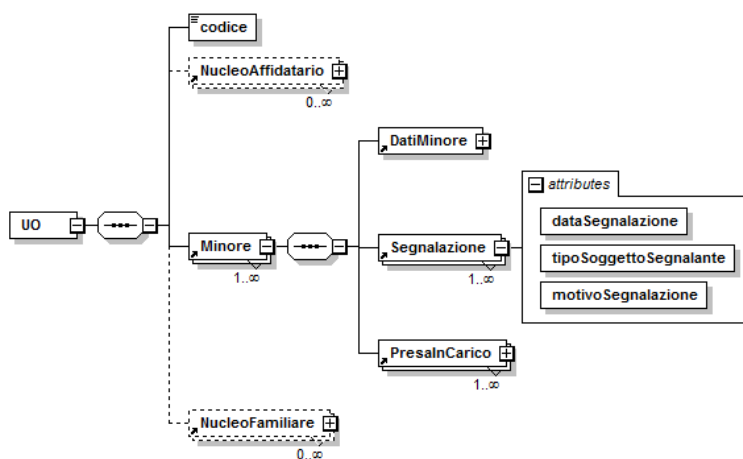 codice
NucleoAffidatario
0..∞
DatiMinore
attributes
dataSegnalazione
UO
Minore
1..∞
Segnalazione
1..∞
tipoSoggettoSegnalante
motivoSegnalazione
PresaInCarico
1..∞
NucleoFamiliare
0..∞